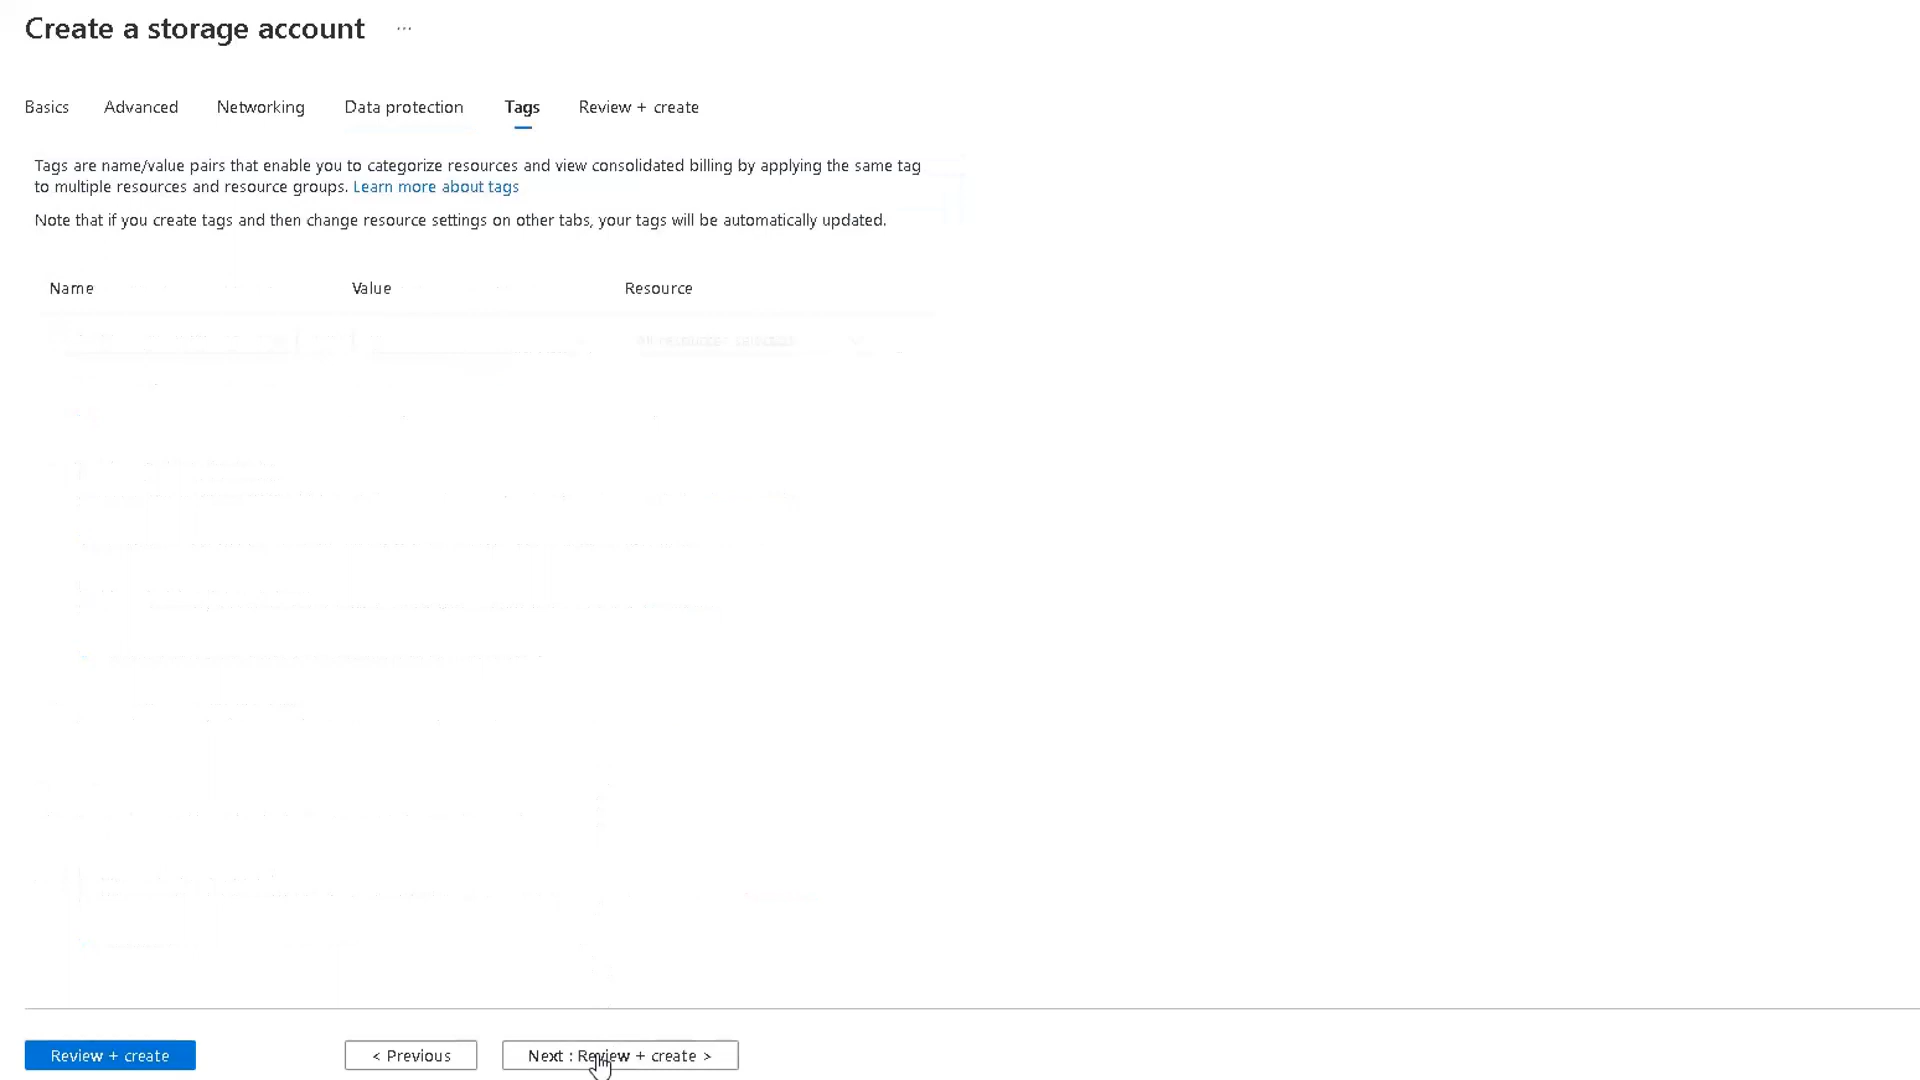 Create a storage account ...
Basics Advanced Networking Data protection Tags Review + create
Tags are name/value pairs that enable you to categorize resources and view consolidated billing by applying the same tag
to multiple resources and resource groups. Learn more about tags
Note that if you create tags and then change resource settings on other tabs, your tags will be automatically updated.
Name Value Resource
Review + create < Previous Next : Review + create >